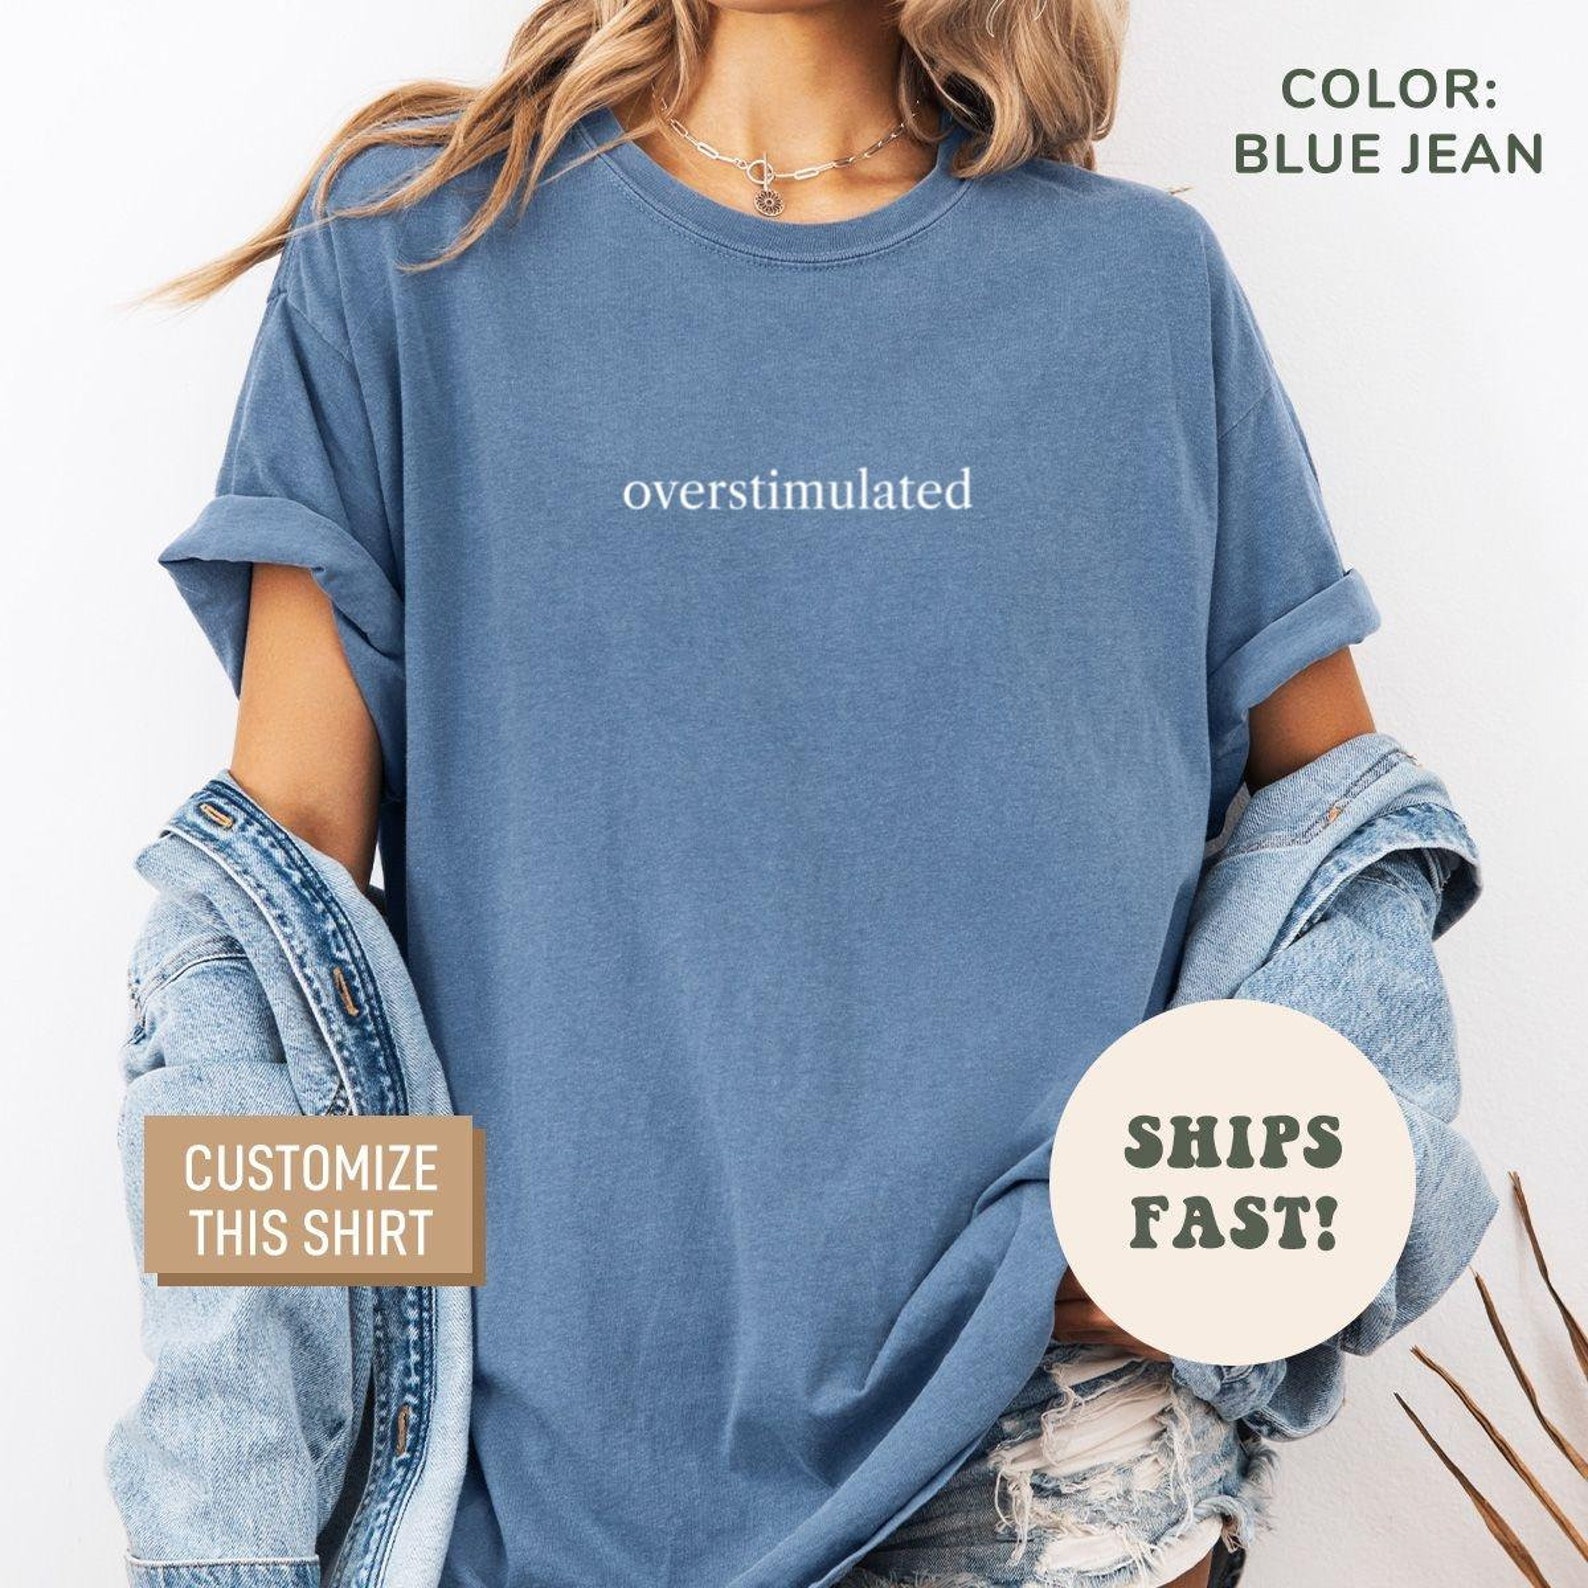 COLOR:
BLUE JEAN
overstimulated
CUSTOMIZE
THIS SHIRT
SHIPS
FAST!